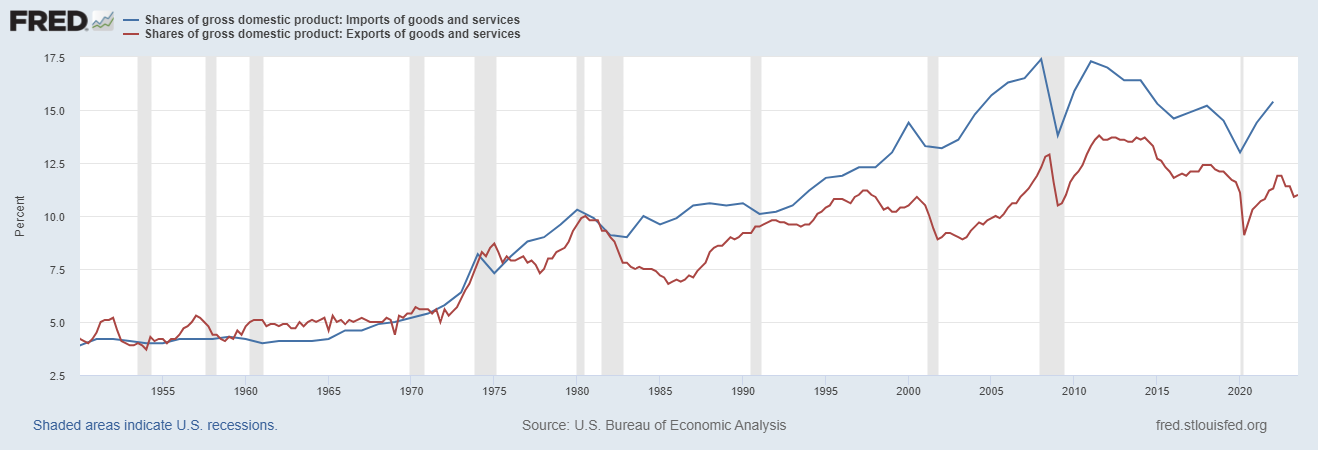 FRED
Shares of gross domestic product: Imports of goods and services
Shares of gross domestic product: Exports of goods and services
17.5
15.0
12.5
10.0
7.5
5.0
2.5
Percent
1955 1960 1965 1970 1975 1980 1985 1990 1995 2000 2005 2010 2015 2020
Shaded areas indicate U.S. recessions. Source: U.S. Bureau of Economic Analysis fred.stlouisfed.org